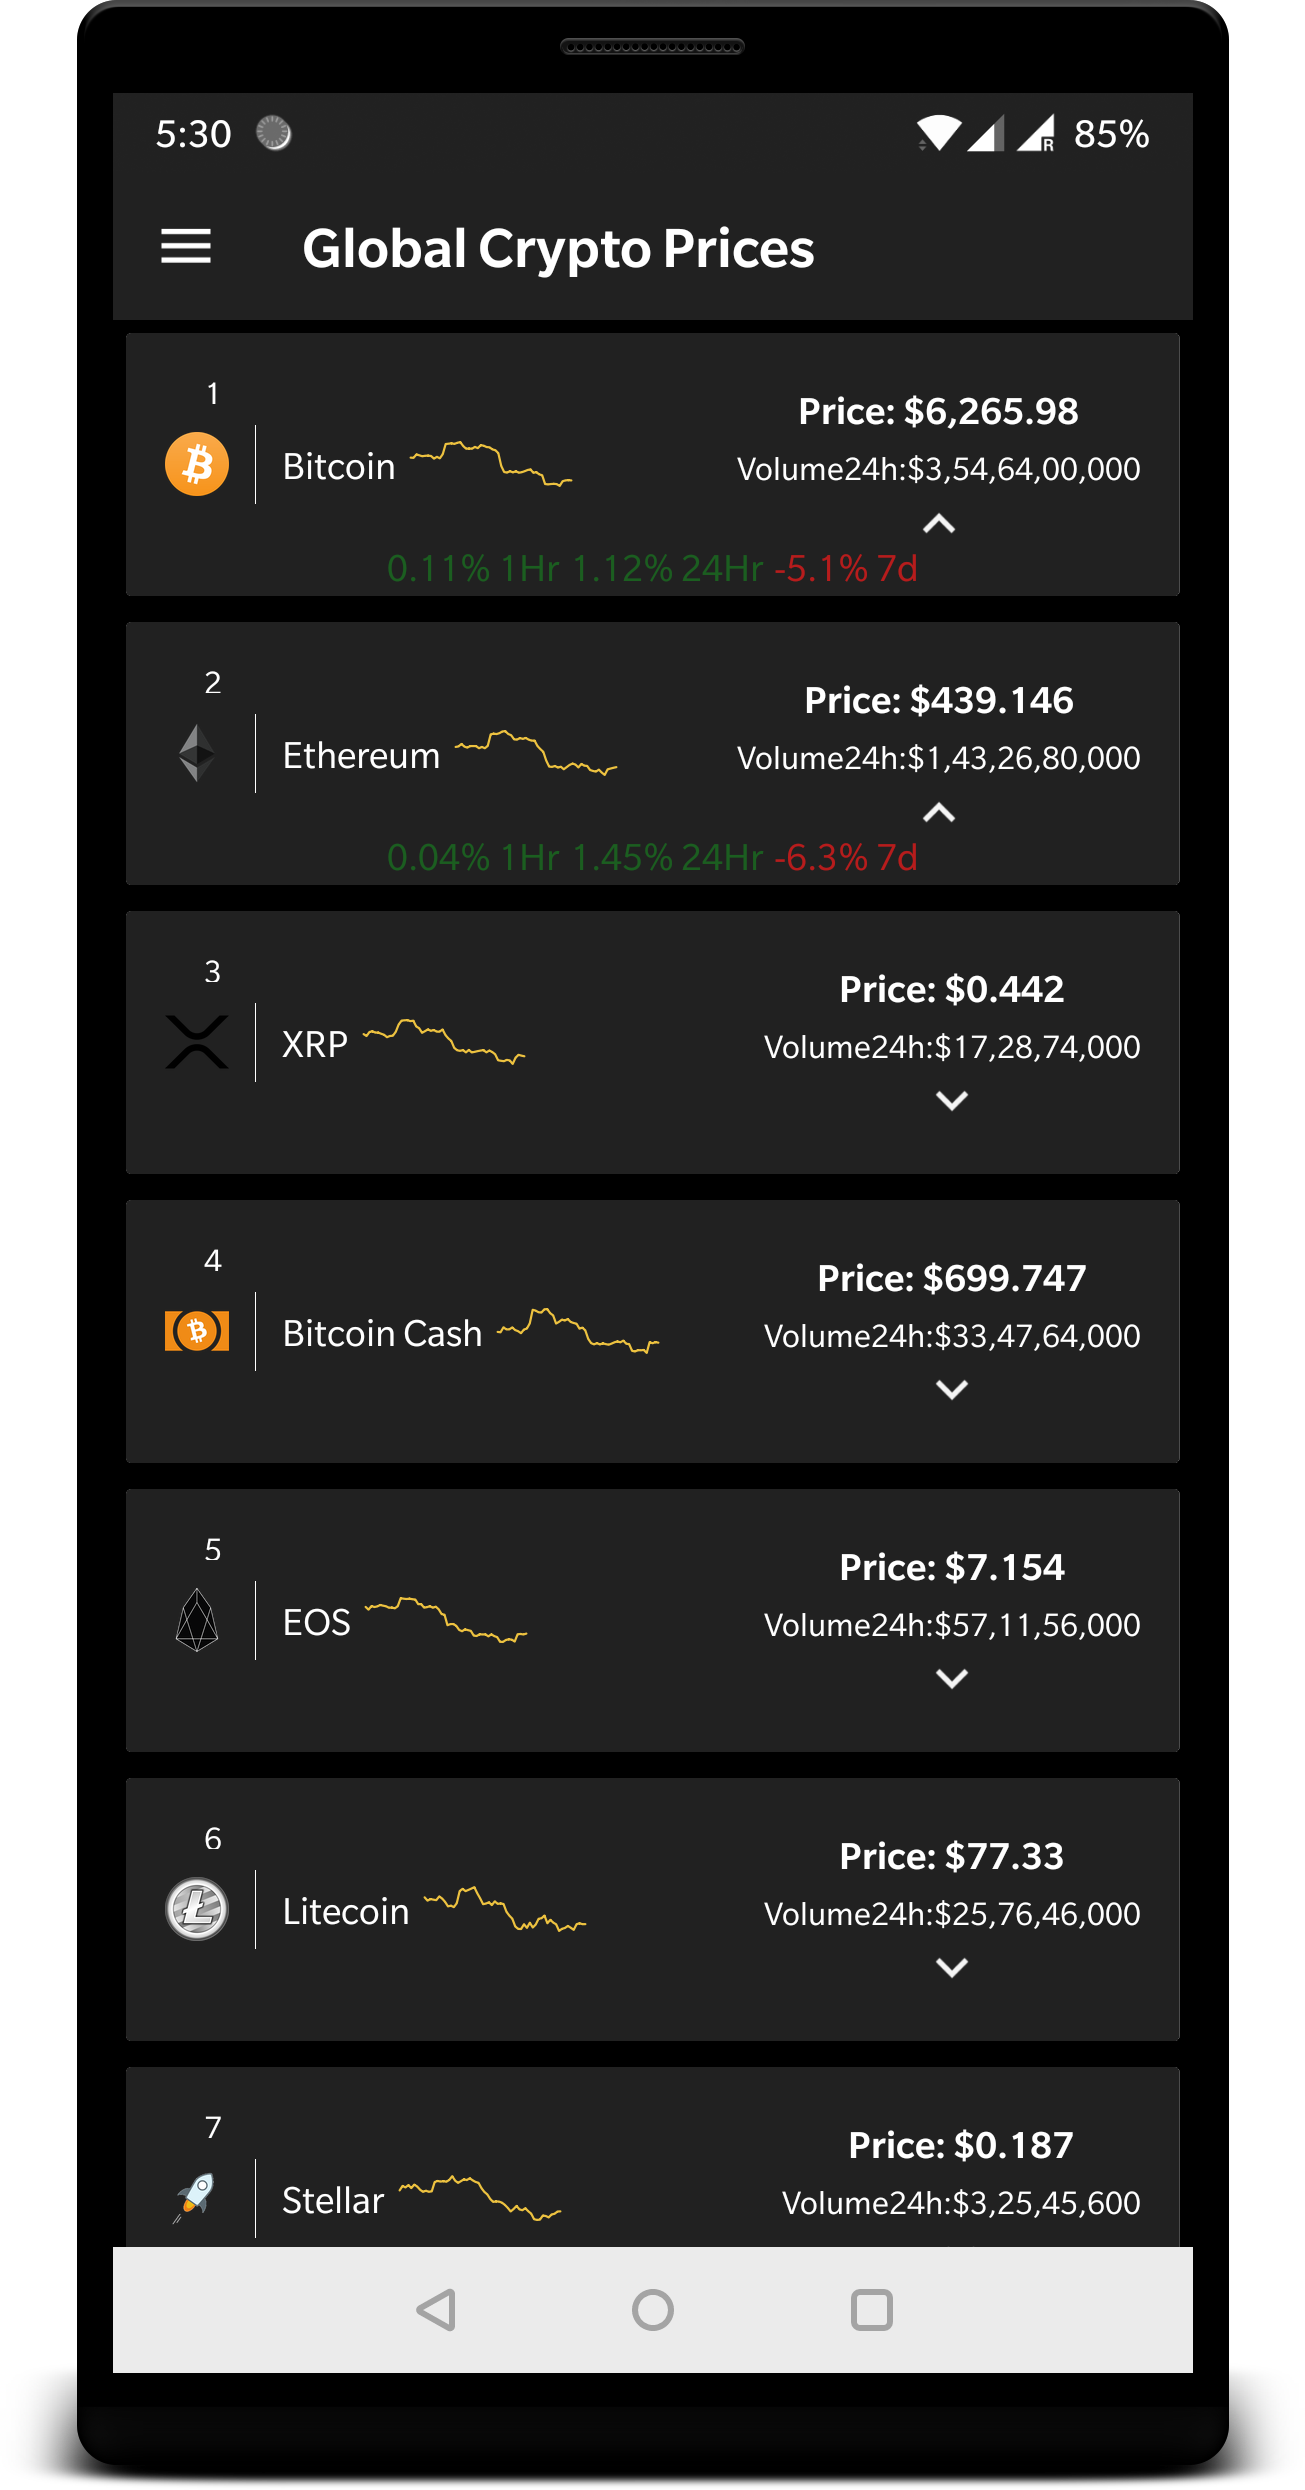 5:30 R 85%
Global Crypto Prices
1
Price: $6,265.98
Bitcoin Volume24h:$3,54,64,00,000
0.11% 1Hr 1.12% 24Hr -5.1% 7d
2
Price: $439.146
Ethereum Volume24h:$1,43,26,80,000
0.04% 1Hr 1.45% 24Hr -6.3% 7d
3
Price: $0.442
XRP Volume24h:$17,28,74,000
4
Price: $699.747
Bitcoin Cash Volume24h:$33,47,64,000
5
Price: $7.154
EOS Volume24h:$57,11,56,000
6
Price: $77.33
Litecoin Volume24h:$25,76,46,000
7
Price: $0.187
Stellar Volume24h:$3,25,45,600